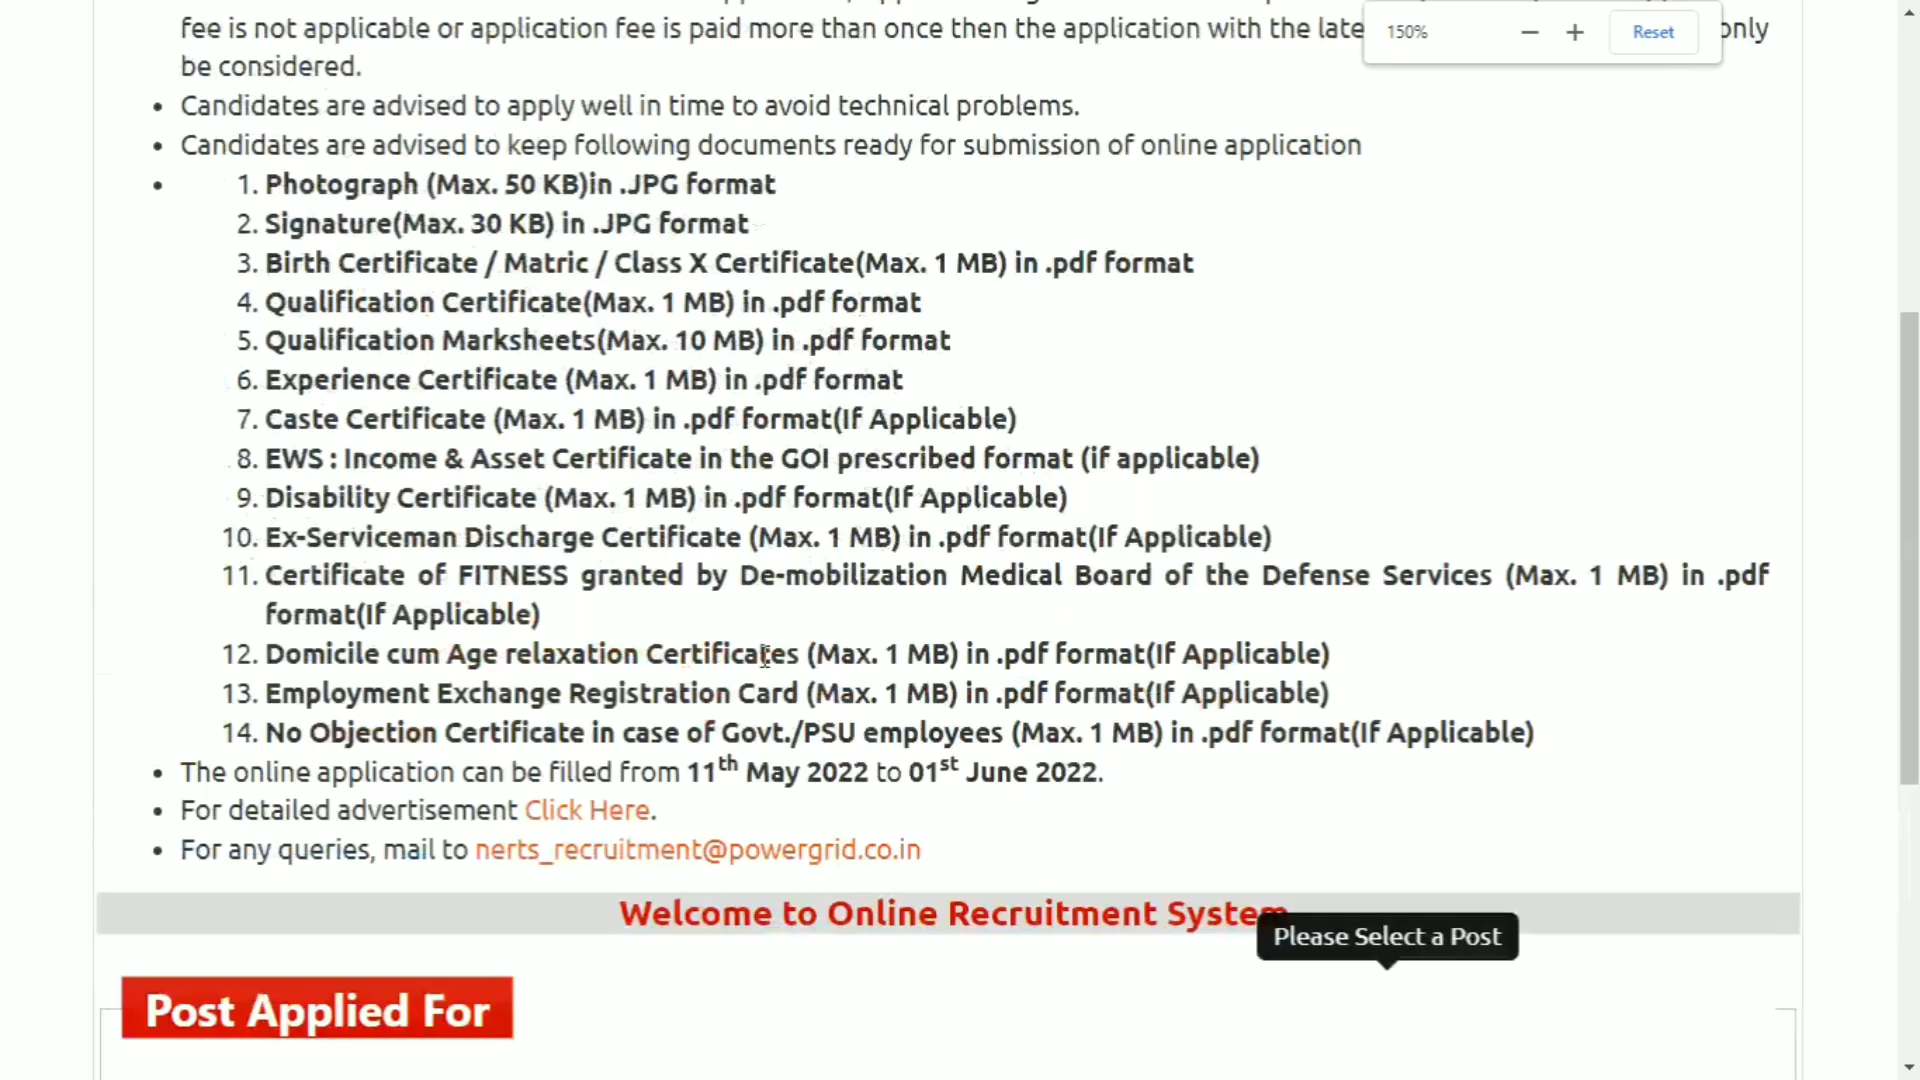 fee is not applicable or application fee is paid more than once then the application with the late only
150%
Reset
be considered.
• Candidates are advised to apply well in time to avoid technical problems.
• Candidates are advised to keep following documents ready for submission of online application
• 1. Photograph (Max. 50 KB)in .JPG format
2. Signature(Max. 30 KB) in .JPG format
3. Birth Certificate / Matric / Class X Certificate(Max. 1 MB) in .pdf format
4. Qualification Certificate(Max. 1 MB) in .pdf format
5. Qualification Marksheets(Max. 10 MB) in .pdf format
6. Experience Certificate (Max. 1 MB) in .pdf format
7. Caste Certificate (Max. 1 MB) in .pdf format(If Applicable)
8. EWS : Income & Asset Certificate in the GOI prescribed format (if applicable)
9. Disability Certificate (Max. 1 MB) in .pdf format(If Applicable)
10. Ex-Serviceman Discharge Certificate (Max. 1 MB) in .pdf format(If Applicable)
11. Certificate of FITNESS granted by De-mobilization Medical Board of the Defense Services (Max. 1 MB) in .pdf
format(If Applicable)
12. Domicile cum Age relaxation Certificates (Max. 1 MB) in .pdf format(If Applicable)
13. Employment Exchange Registration Card (Max. 1 MB) in .pdf format(If Applicable)
14. No Objection Certificate in case of Govt./PSU employees (Max. 1 MB) in .pdf format(If Applicable)
• The online application can be filled from 11th May 2022 to 01st June 2022.
• For detailed advertisement Click Here.
• For any queries, mail to nerts_recruitment@powergrid.co.in
Welcome to Online Recruitment System
Please Select a Post
Post Applied For